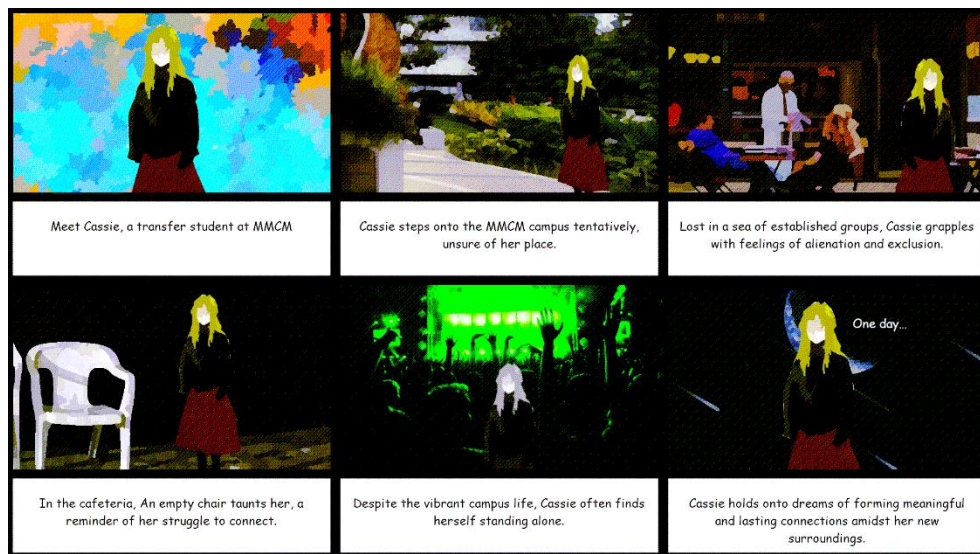 Meet Cassie, a transfer student at MMCM
Cassie steps onto the MMCM campus tentatively,
unsure of her place.
Lost in a sea of established groups, Cassie grapples
with feelings of alienation and exclusion.
One day...
In the cafeteria, An empty chair taunts her, a
reminder of her struggle to connect.
Despite the vibrant campus life, Cassie often finds
herself standing alone.
Cassie holds onto dreams of forming meaningful
and lasting connections amidst her new
surroundings.